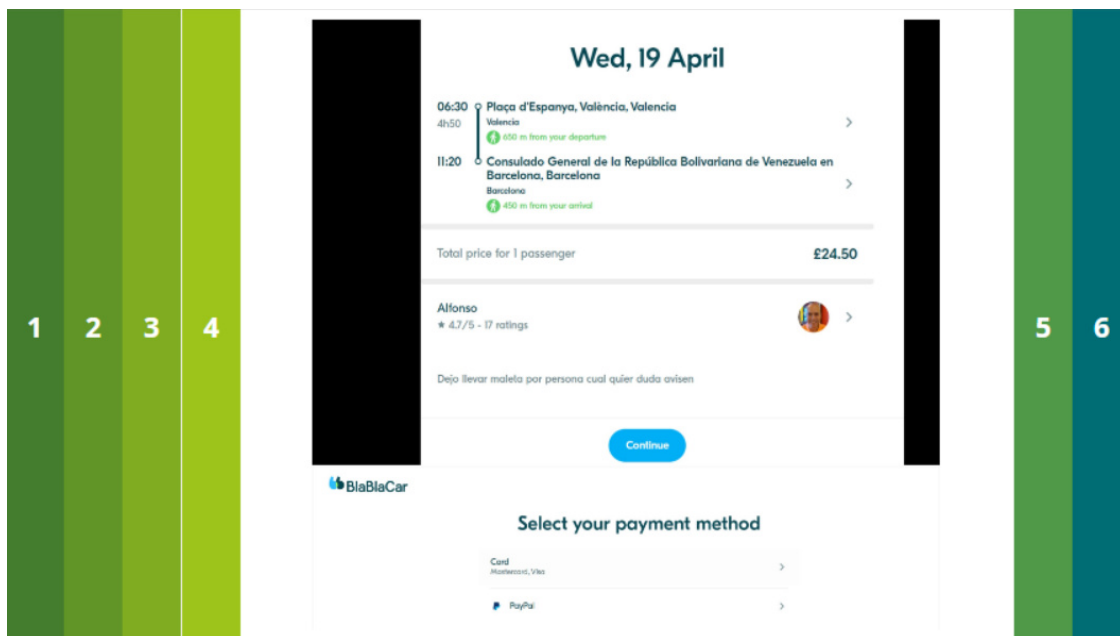 Wed, 19 April
06:30 Plaça d'Espanya, València, Valencia
4h50 Valencia
650 m from your departure
11:20 Consulado General de la República Bolivariana de Venezuela en
Barcelona, Barcelona
Barcelona
450 m from your arrival
Total price for 1 passenger £24.50
Alfonso
★ 4.7/5 - 17 ratings
1 2 3 4 5 6
Dejo llevar maleta por persona cual quier duda avisen
Continue
BlaBlaCar
Select your payment method
Card
Mastercard, Visa
PayPal